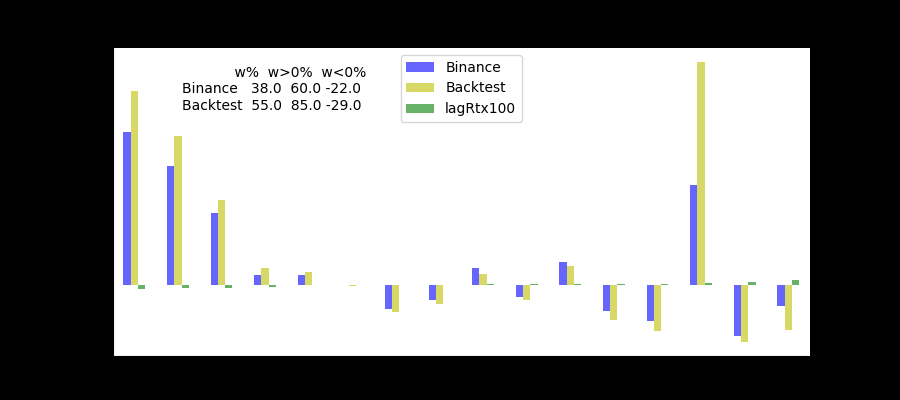 w%  w>0%  w<0%
Binance   38.0  60.0 -22.0
Backtest  55.0  85.0 -29.0
Binance
Backtest
lagRtx100